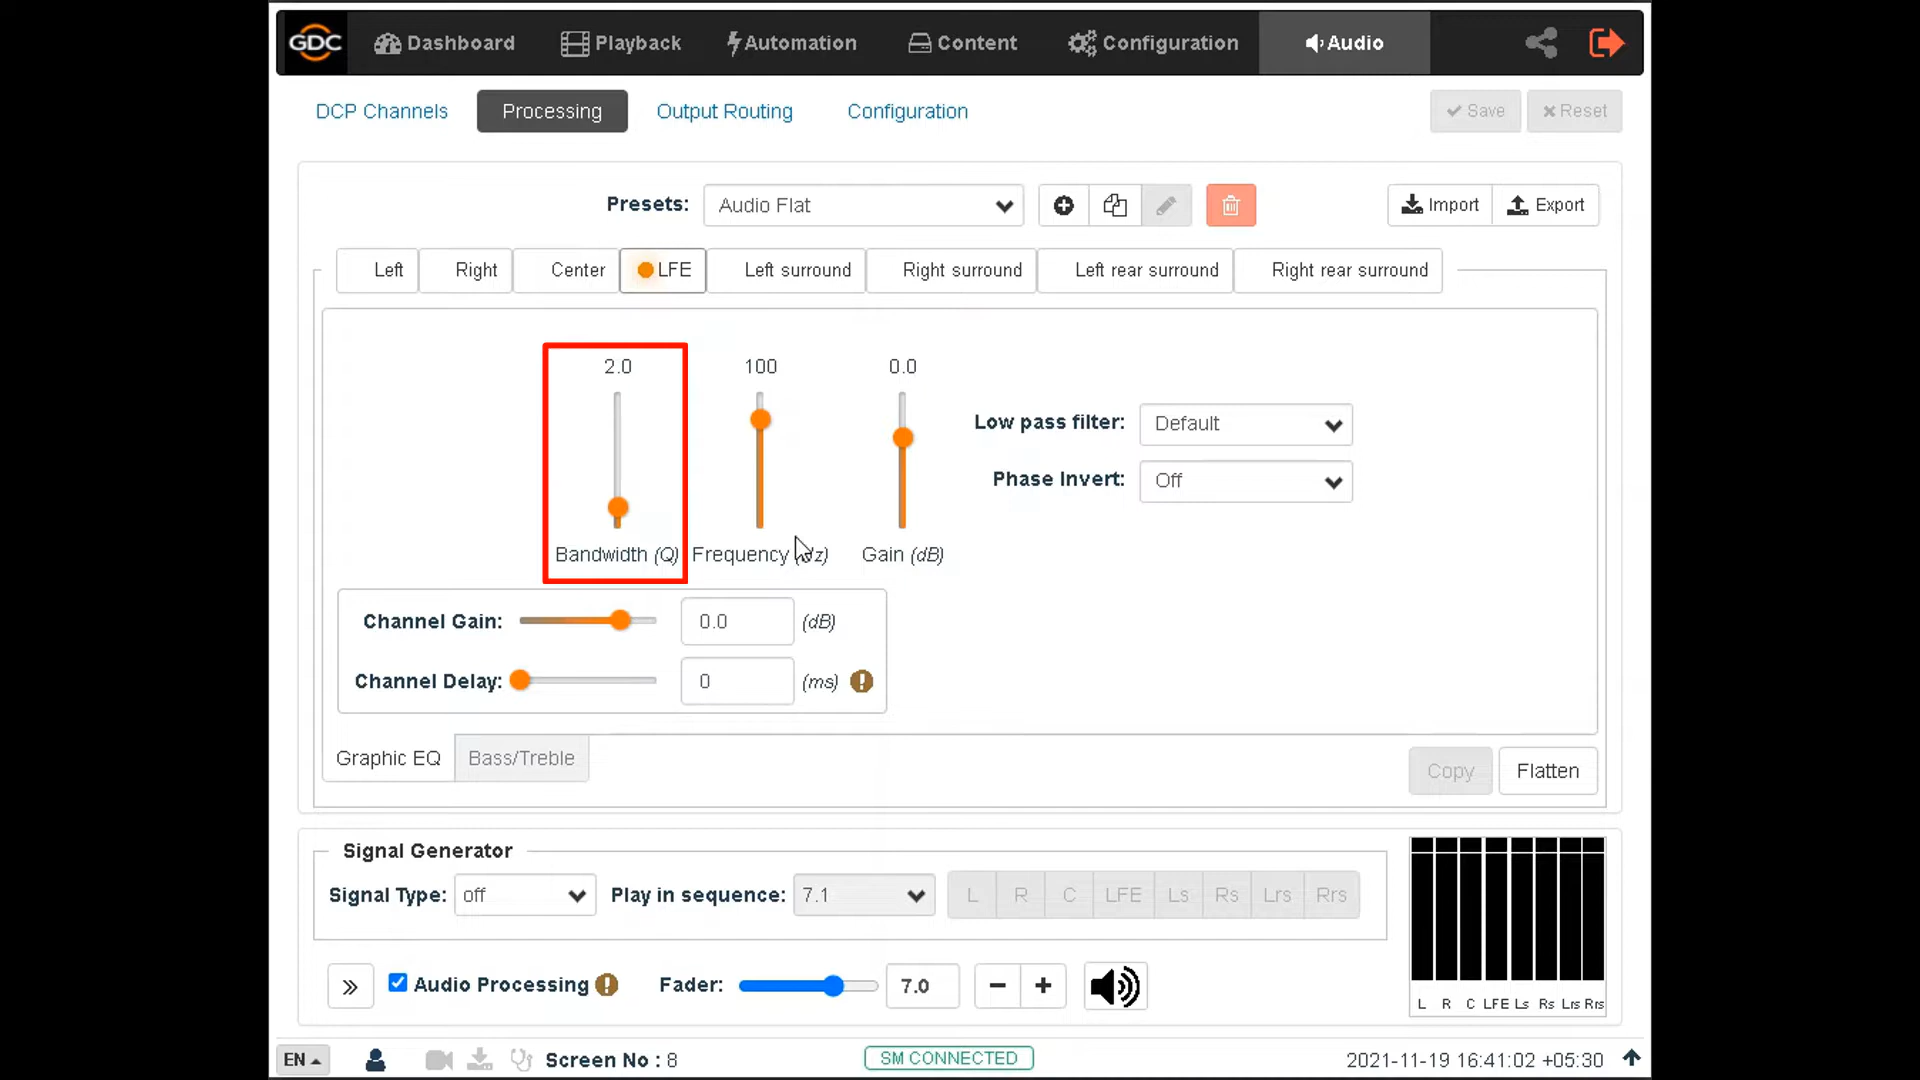 GDC Dashboard Playback Automation Content Configuration Audio
DCP Channels Processing Output Routing Configuration Save Reset
Presets: Audio Flat Import Export
Left Right Center LFE Left surround Right surround Left rear surround Right rear surround
2.0 100 0.0
Low pass filter: Default
Phase Invert: Off
Bandwidth (Q) Frequency z) Gain (dB)
Channel Gain: 0.0 (dB)
Channel Delay: 0 (ms)
Graphic EQ Bass/Treble Copy Flatten
Signal Generator
Signal Type: off Play in sequence: 7.1 L R C LFE Ls Rs Lrs Rrs
Audio Processing Fader: 7.0
L R C LFE Ls Rs Lrs Rrs
EN Screen No : 8 SM CONNECTED 2021-11-19 16:41:02 +05:30